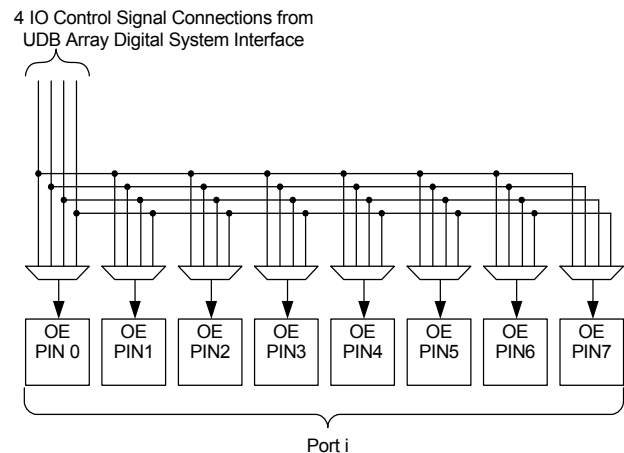 4 IO Control Signal Connections from
UDB Array Digital System Interface
OE
PIN 0
OE
PIN1
OE
PIN2
OE
PIN3
OE
PIN4
OE
PIN5
OE
PIN6
OE
PIN7
Port i